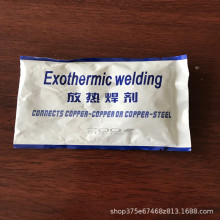 Exothermic welding
放热焊剂
CONNECTS COPPER-COPPER OR COPPER-STEEL
shop375e67468z813.1688.com